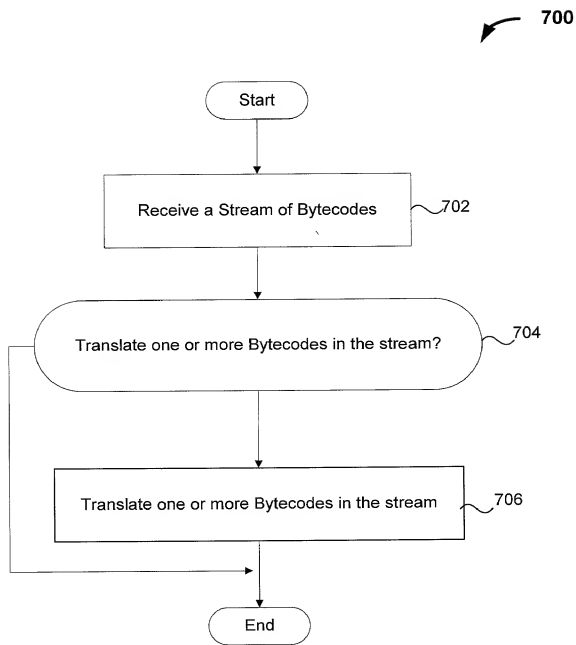 700
Start
Receive a Stream of Bytecodes
702
Translate one or more Bytecodes in the stream?
704
Translate one or more Bytecodes in the stream
706
End